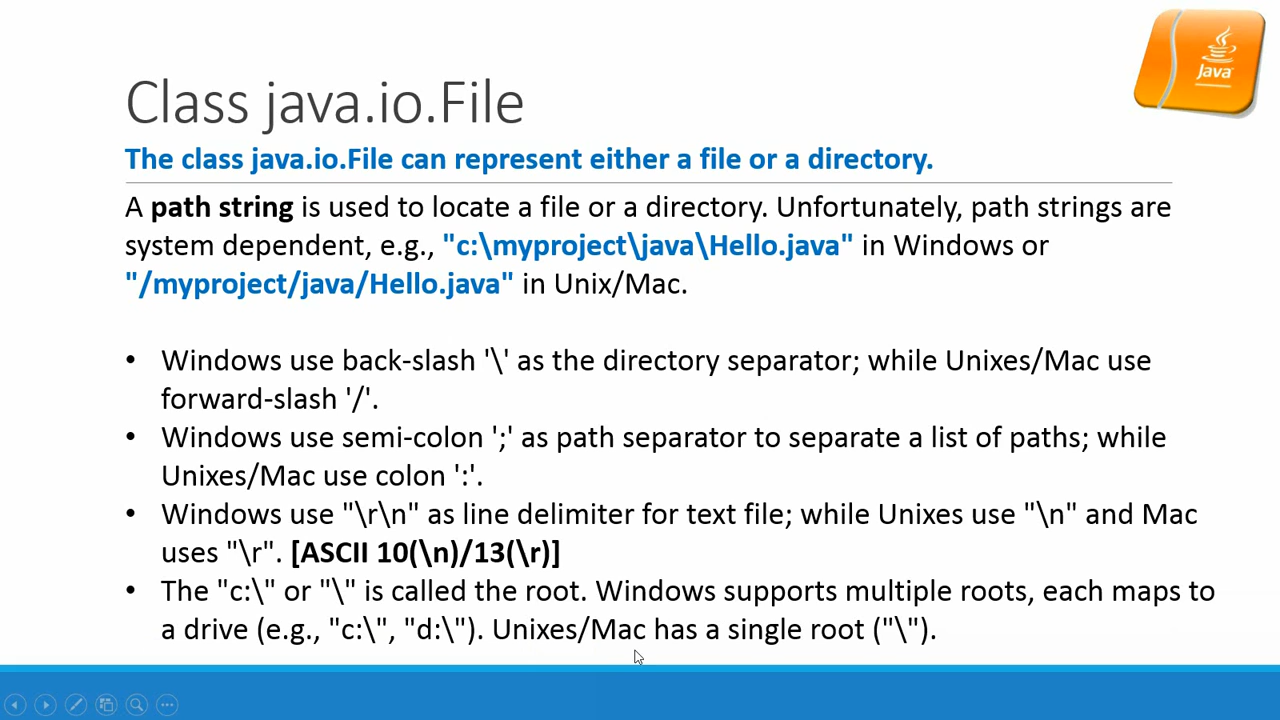 Java
Class java.io.File
The class java.io.File can represent either a file or a directory.
A path string is used to locate a file or a directory. Unfortunately, path strings are
system dependent, e.g., "c:\myproject\java\Hello.java" in Windows or
"/myproject/java/Hello.java" in Unix/Mac.
• Windows use back-slash '\' as the directory separator; while Unixes/Mac use
forward-slash '/'.
• Windows use semi-colon ';' as path separator to separate a list of paths; while
Unixes/Mac use colon ':'.
• Windows use "\r\n" as line delimiter for text file; while Unixes use "\n" and Mac
uses "\r". [ASCII 10(\n)/13(\r)]
• The "c:\" or "\" is called the root. Windows supports multiple roots, each maps to
a drive (e.g., "c:\", "d:\"). Unixes/Mac has a single root ("\").